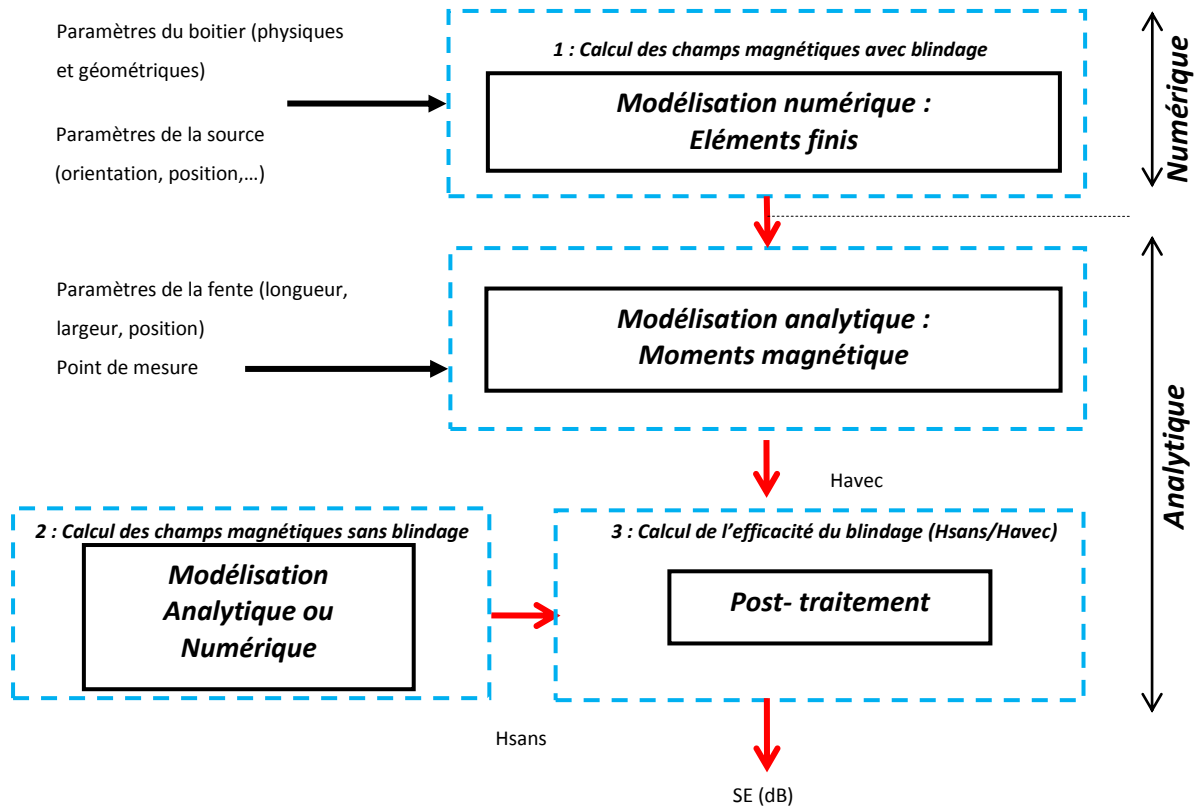 Paramètres du boitier (physiques
et géométriques)
Paramètres de la source
(orientation, position,...)
1 : Calcul des champs magnétiques avec blindage
Modélisation numérique :
Eléments finis
Numérique
Paramètres de la fente (longueur,
largeur, position)
Point de mesure
Modélisation analytique :
Moments magnétique
Analytique
Havec
2 : Calcul des champs magnétiques sans blindage
Modélisation
Analytique ou
Numérique
3 : Calcul de l'efficacité du blindage (Hsans/Havec)
Post- traitement
Hsans
SE (dB)